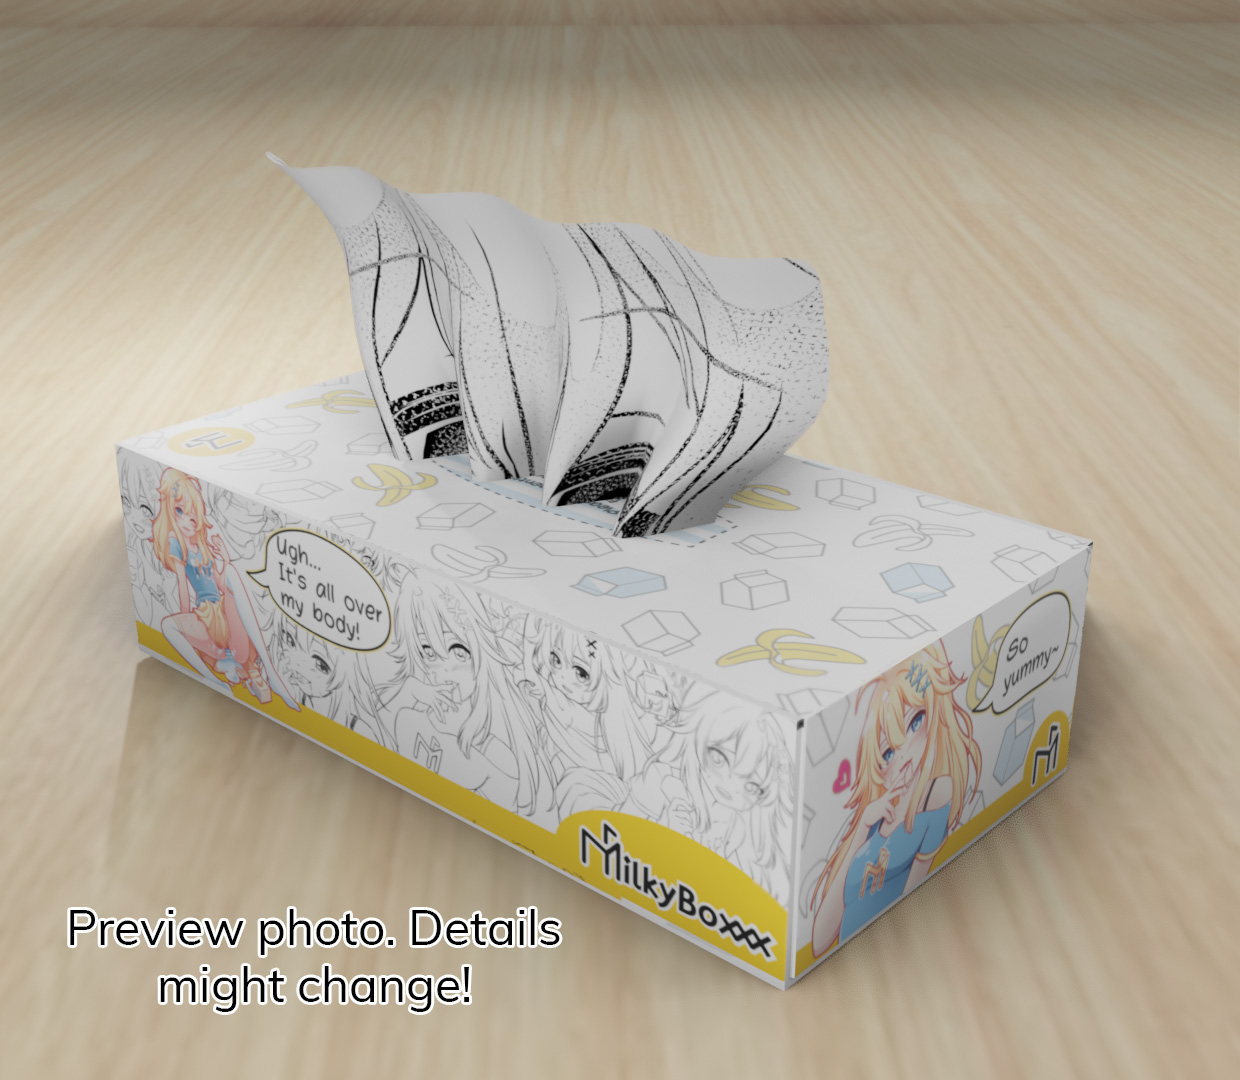 Ugh...
It's all over
my body!
So
yummy~
MilkyBoxxx
Preview photo. Details
might change!